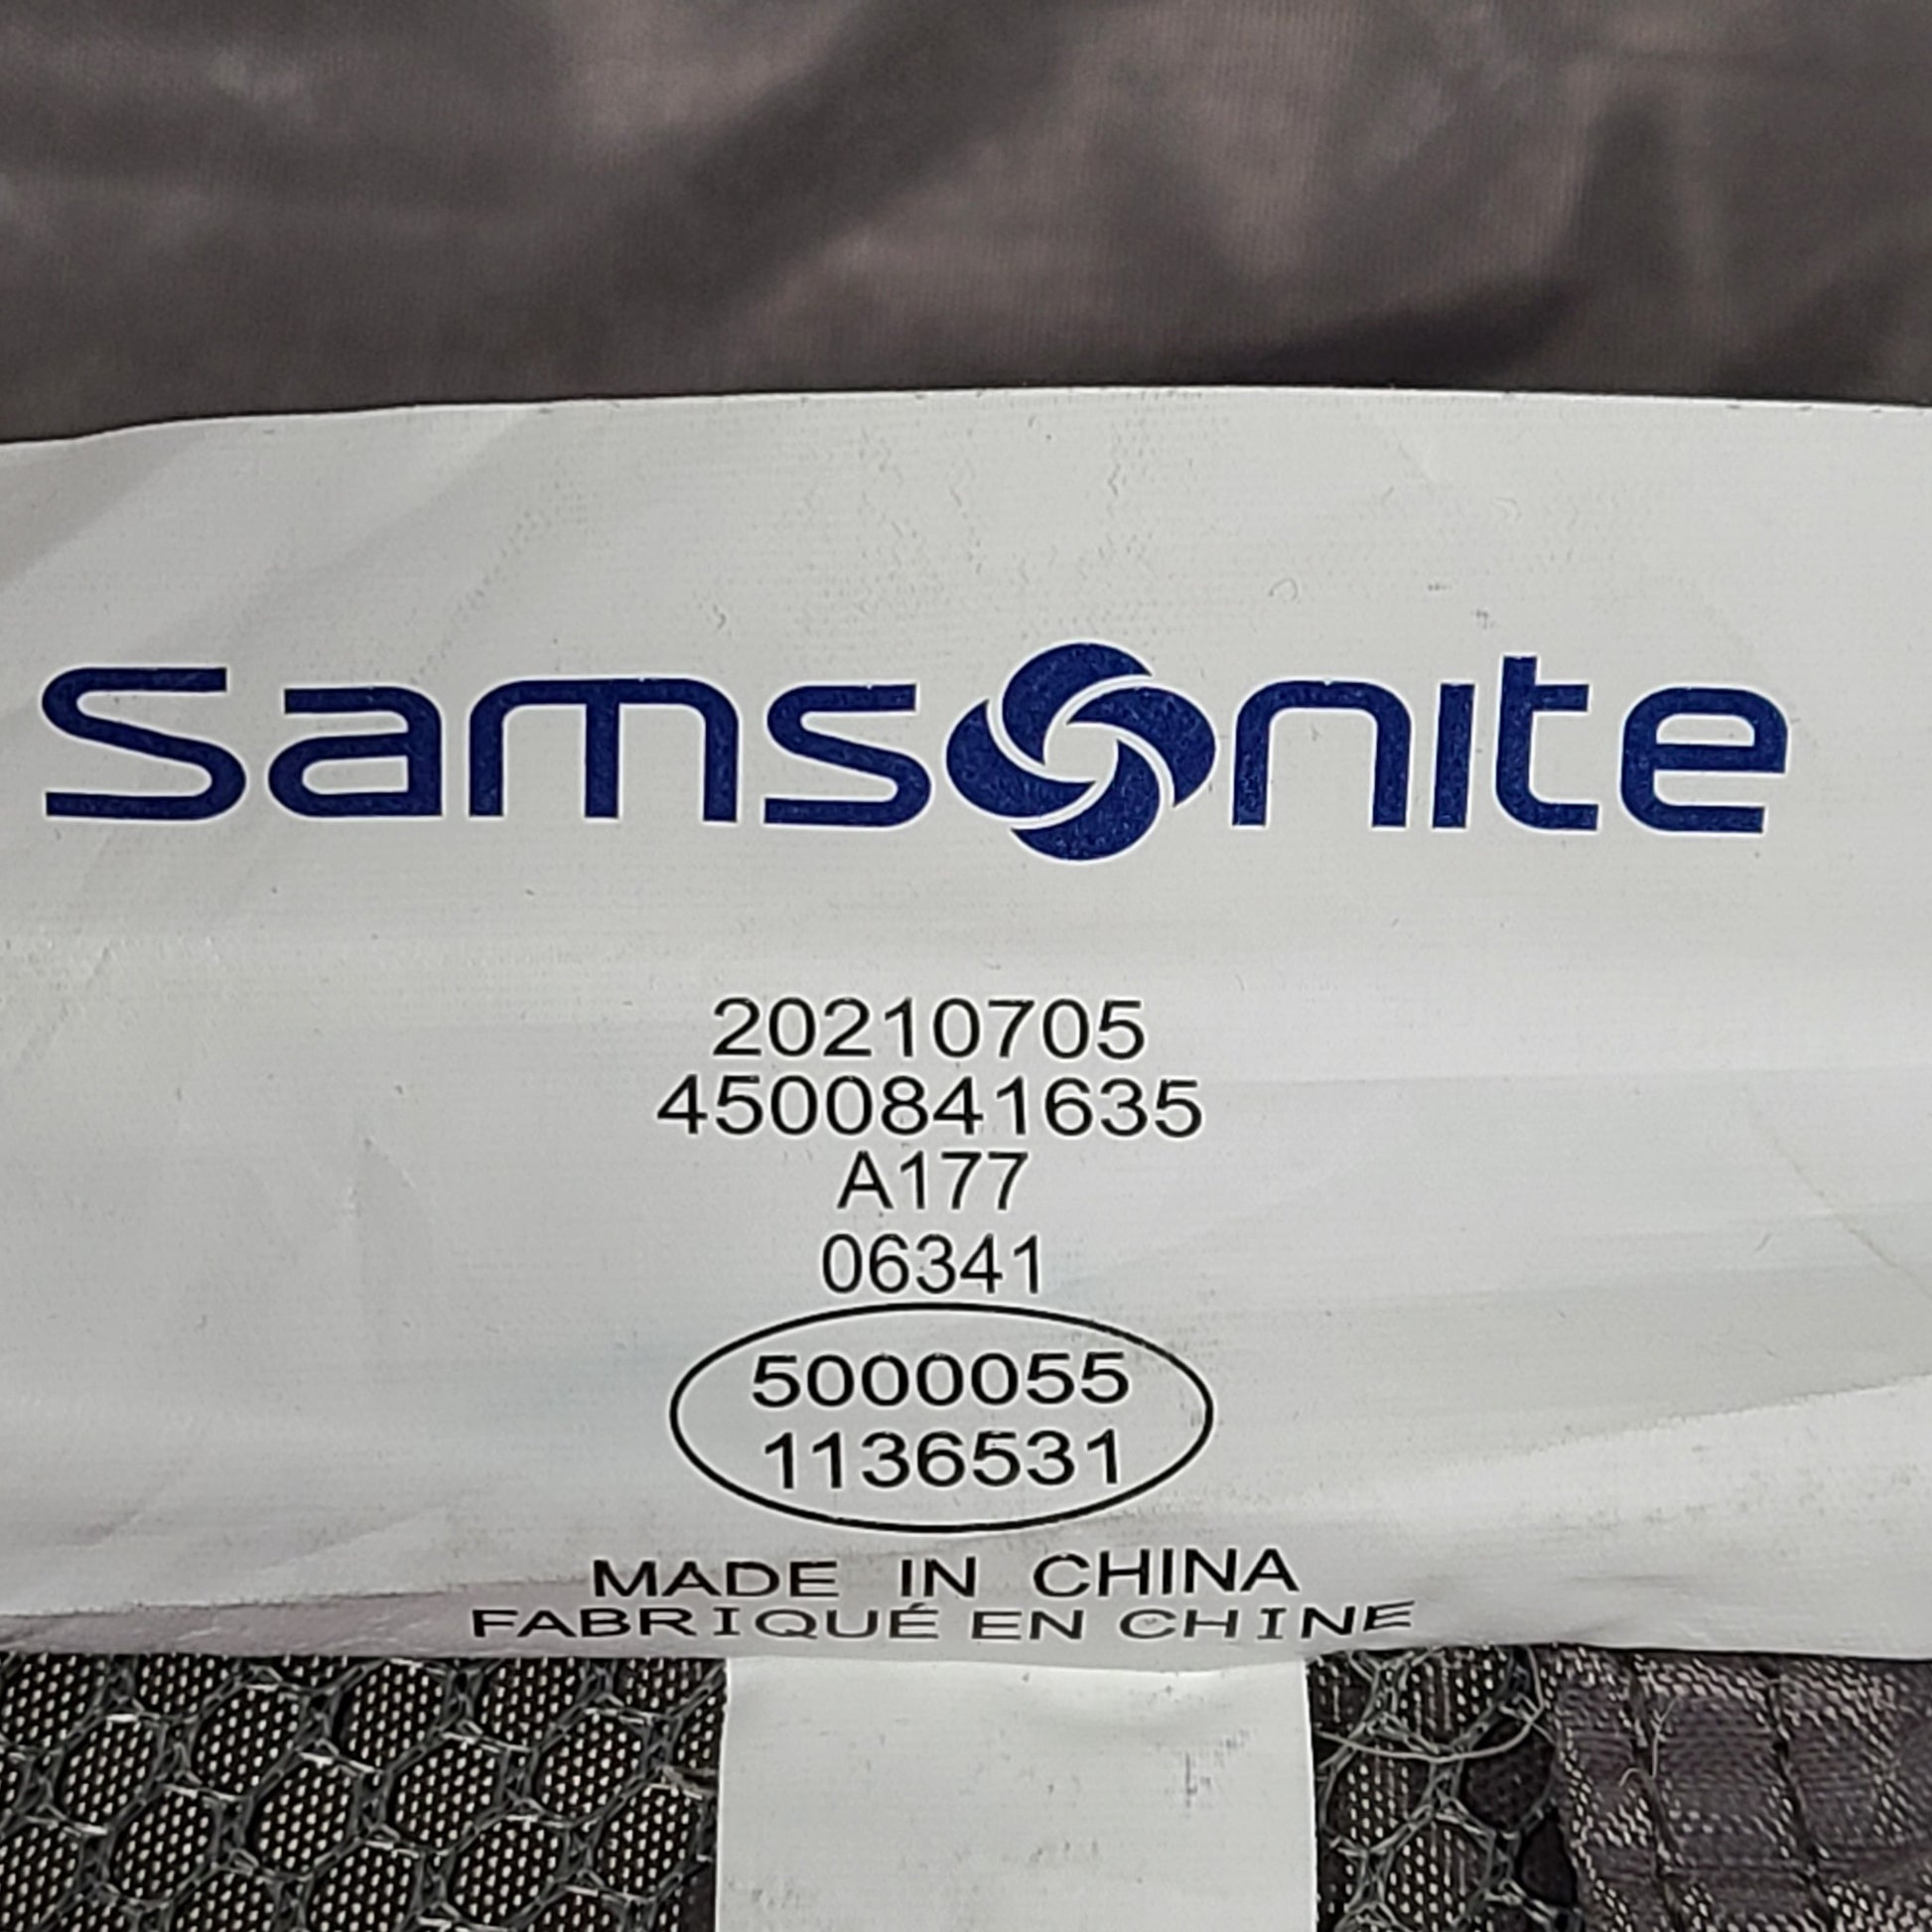 Samsonite
20210705
4500841635
A177
06341
5000055
1136531
MADE IN CHINA
FABRIQUÉ EN CHINE